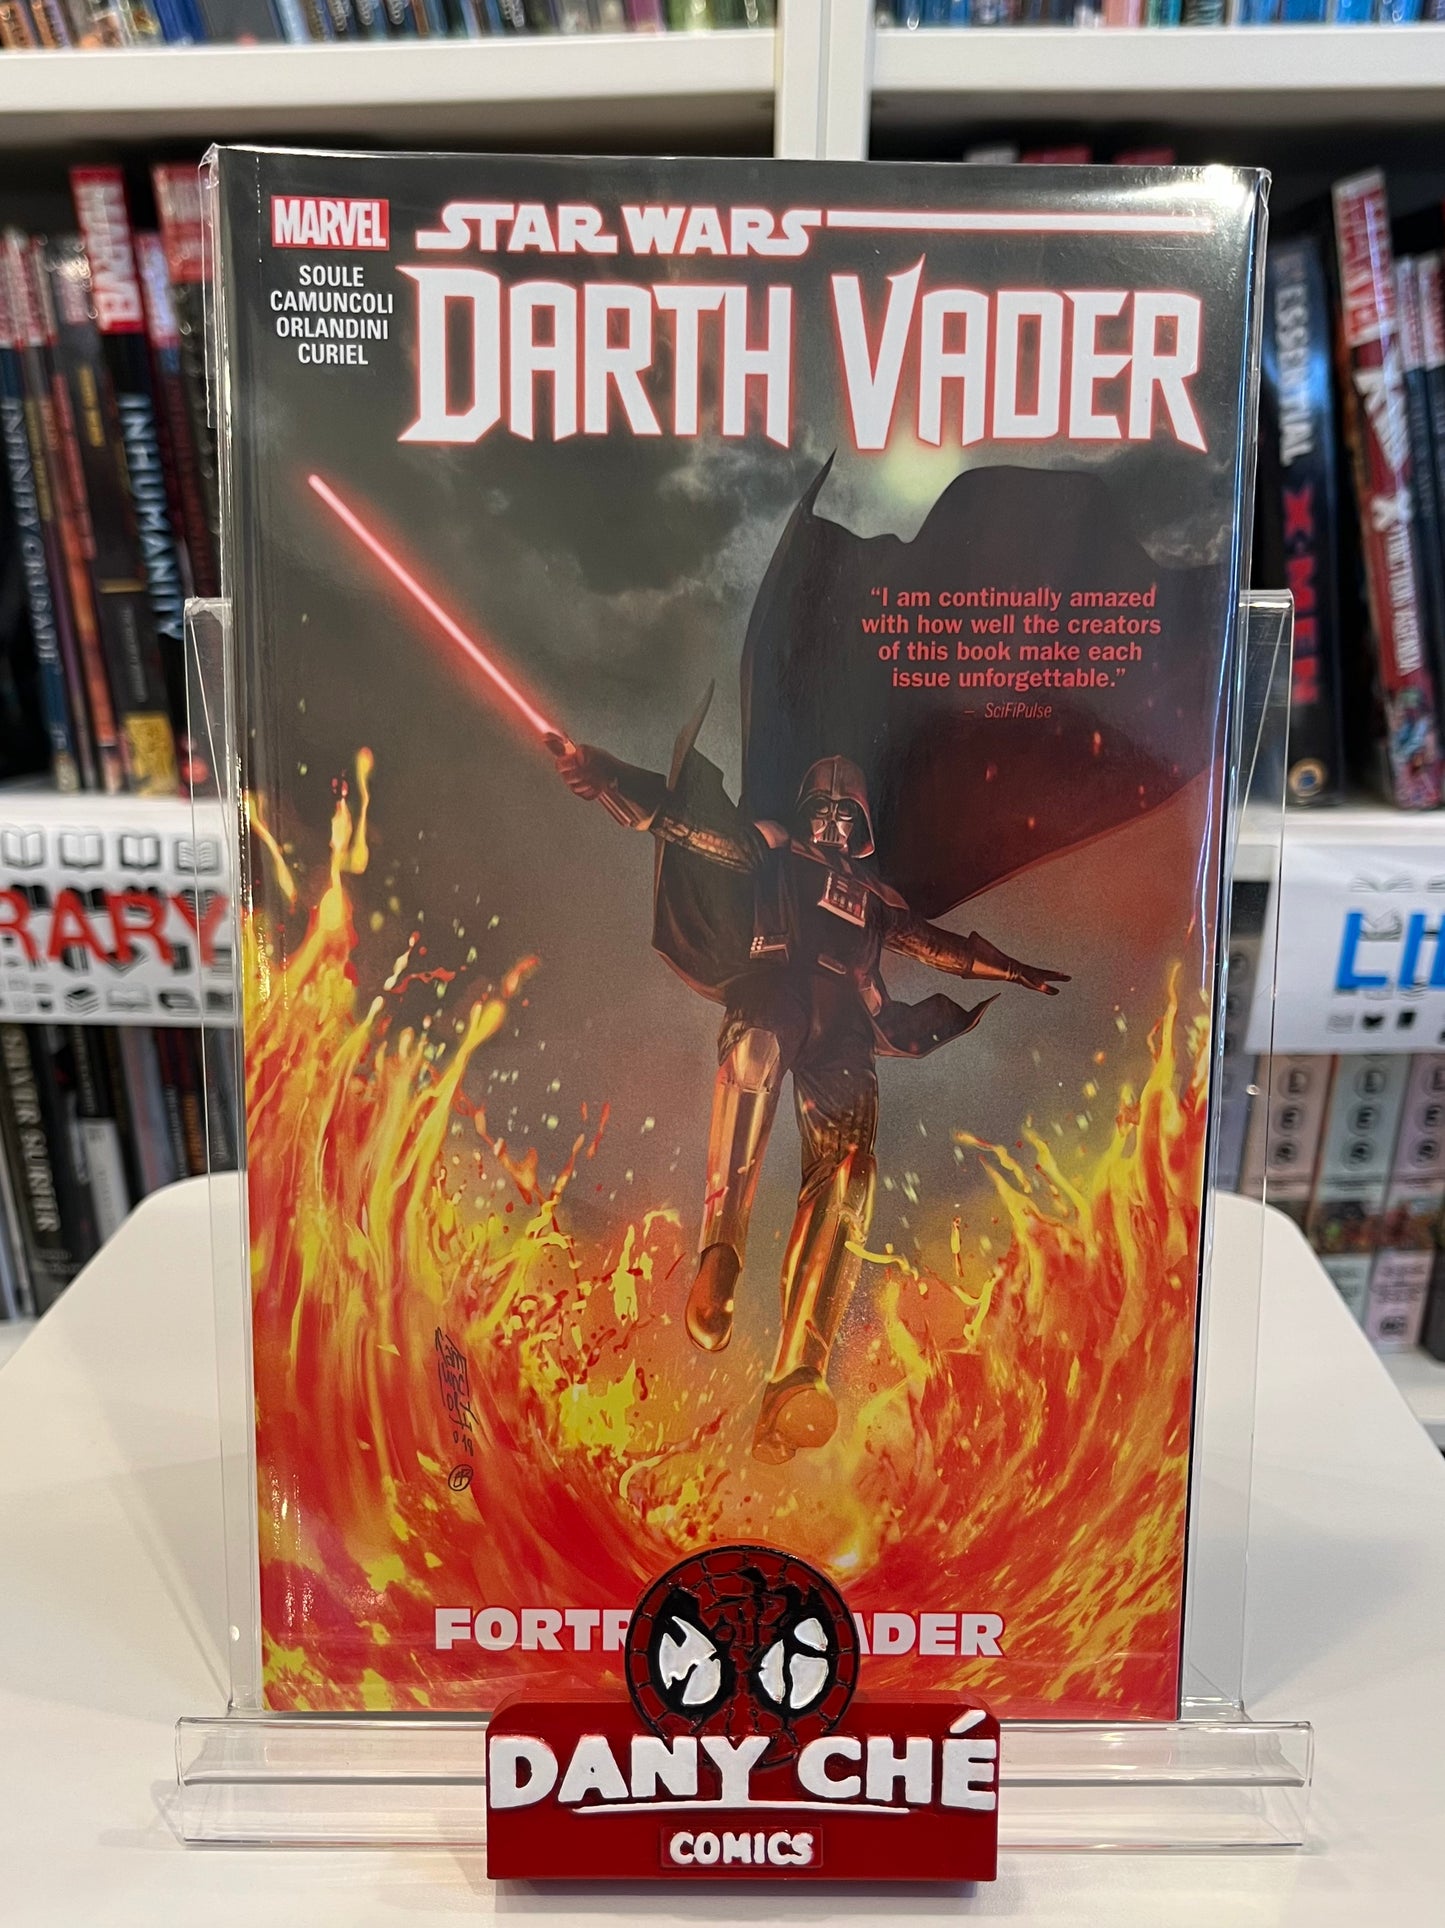 MARVEL
STAR WARS
DARTH VADER
SOULE
CAMUNCOLI
ORLANDINI
CURIEL
“I am continually amazed
with how well the creators
of this book make each
issue unforgettable.”
– SciFiPulse
FORTR ADER
DANY CHÉ
COMICS
MARVEL
INHUMANITY
INFINITY CRUSADE
SILVER SURFER
RARY
ESSENTIAL X-MEN
LI